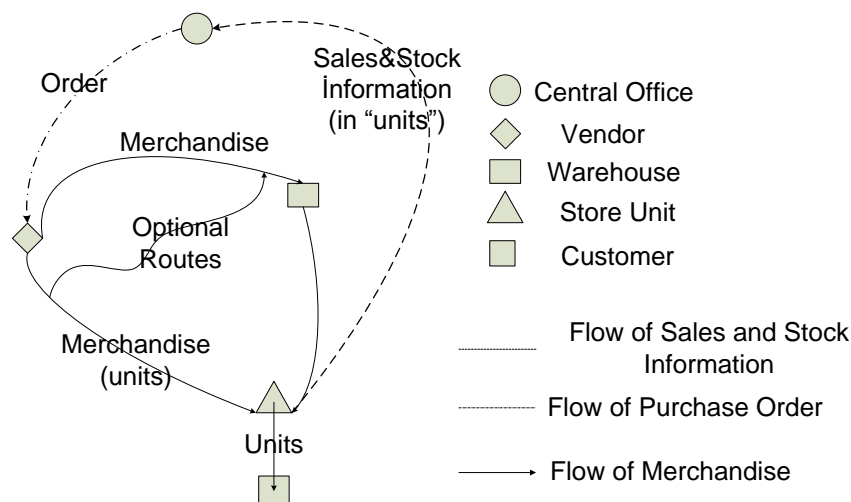 Order
Sales&Stock
İnformation
(in “units”)
Merchandise
Optional
Routes
Merchandise
(units)
Units
Central Office
Vendor
Warehouse
Store Unit
Customer
Flow of Sales and Stock
Information
Flow of Purchase Order
Flow of Merchandise